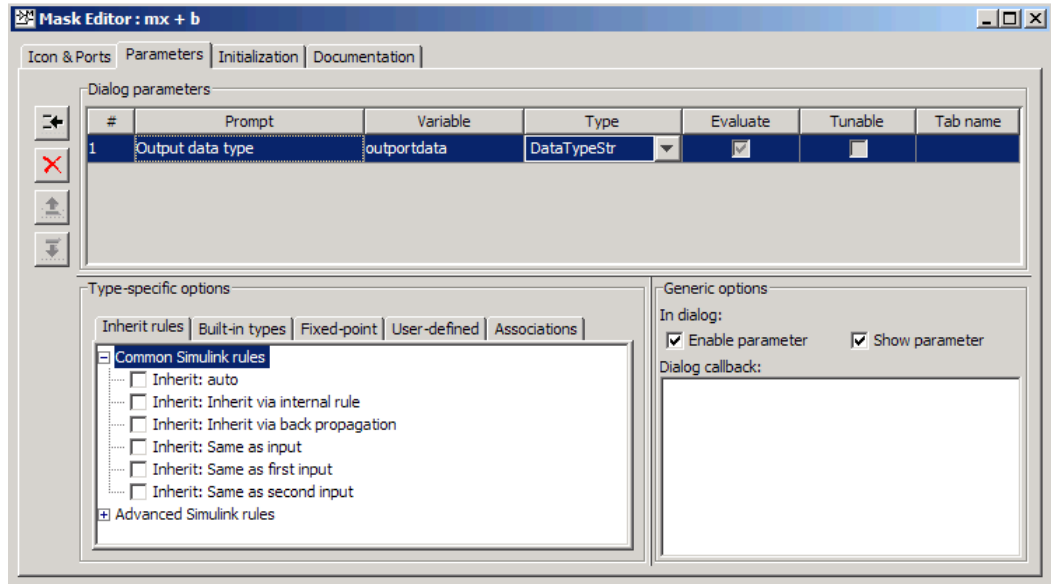 Mask Editor : mx + b
Icon & Ports Parameters Initialization Documentation
Dialog parameters
# Prompt Variable Type Evaluate Tunable Tab name
1 Output data type outportdata DataTypeStr
Type-specific options
Inherit rules Built-in types Fixed-point User-defined Associations
Common Simulink rules
Inherit: auto
Inherit: Inherit via internal rule
Inherit: Inherit via back propagation
Inherit: Same as input
Inherit: Same as first input
Inherit: Same as second input
Advanced Simulink rules
Generic options
In dialog:
Enable parameter Show parameter
Dialog callback: